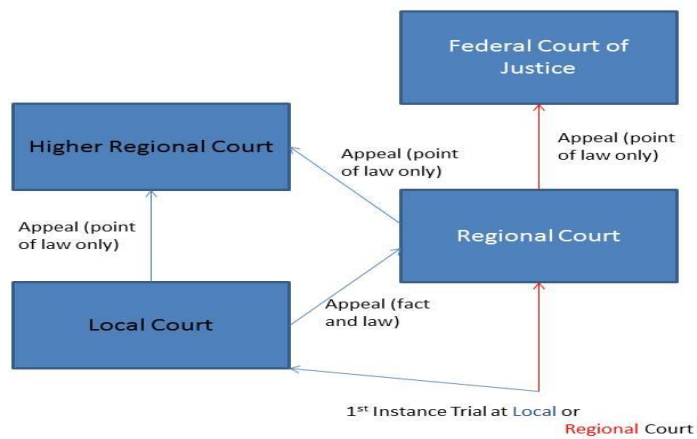 Federal Court of
Justice
Higher Regional Court
Appeal (point
of law only)
Appeal (point
of law only)
Appeal (point
of law only)
Regional Court
Local Court
Appeal (fact
and law)
1st Instance Trial at Local or
Regional Court